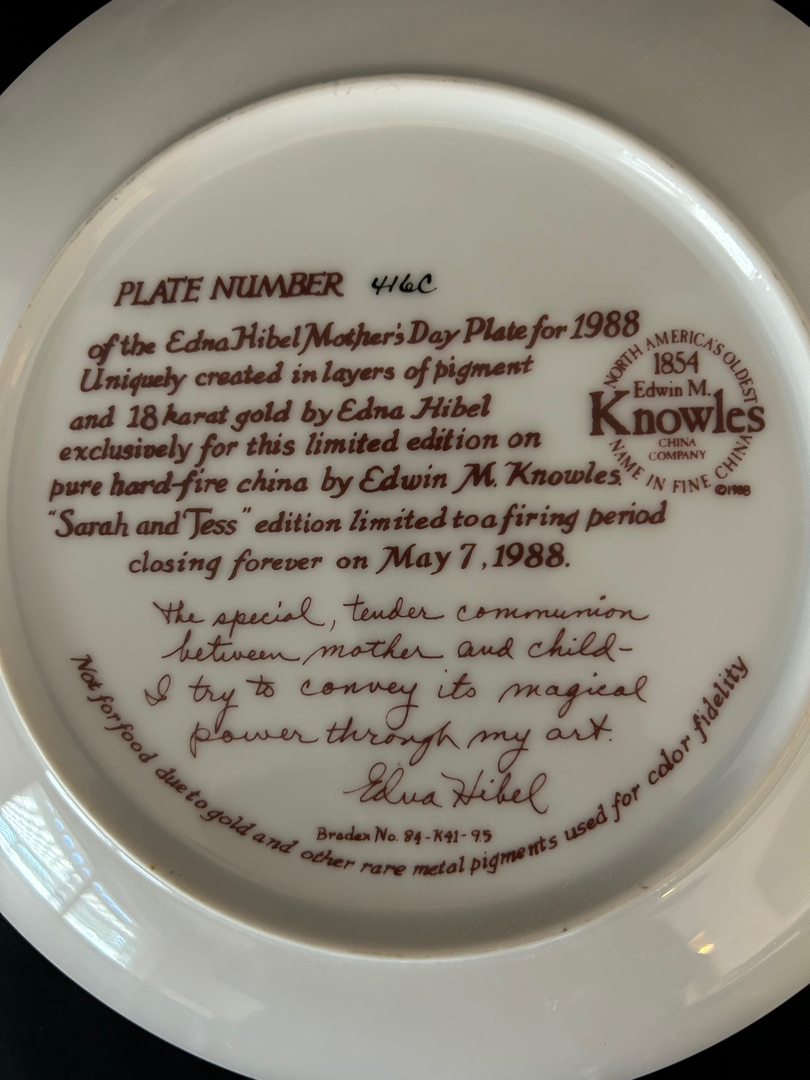 PLATE NUMBER 416C
of the Edna Hibel Mother's Day Plate for 1988
Uniquely created in layers of pigment
and 18 karat gold by Edna Hibel
exclusively for this limited edition on
pure hard-fire china by Edwin M. Knowles.
"Sarah and Tess" edition limited to a firing period
closing forever on May 7, 1988.
NORTH AMERICA'S OLDEST
1854
Edwin M.
Knowles
CHINA
COMPANY
NAME IN FINE CHINA
©1988
the special, tender communion
between mother and child-
I try to convey its magical
power through my art.
Edna Hibel
Bradex No. 84-K41-9.5
Not for food due to gold and other rare metal pigments used for color fidelity